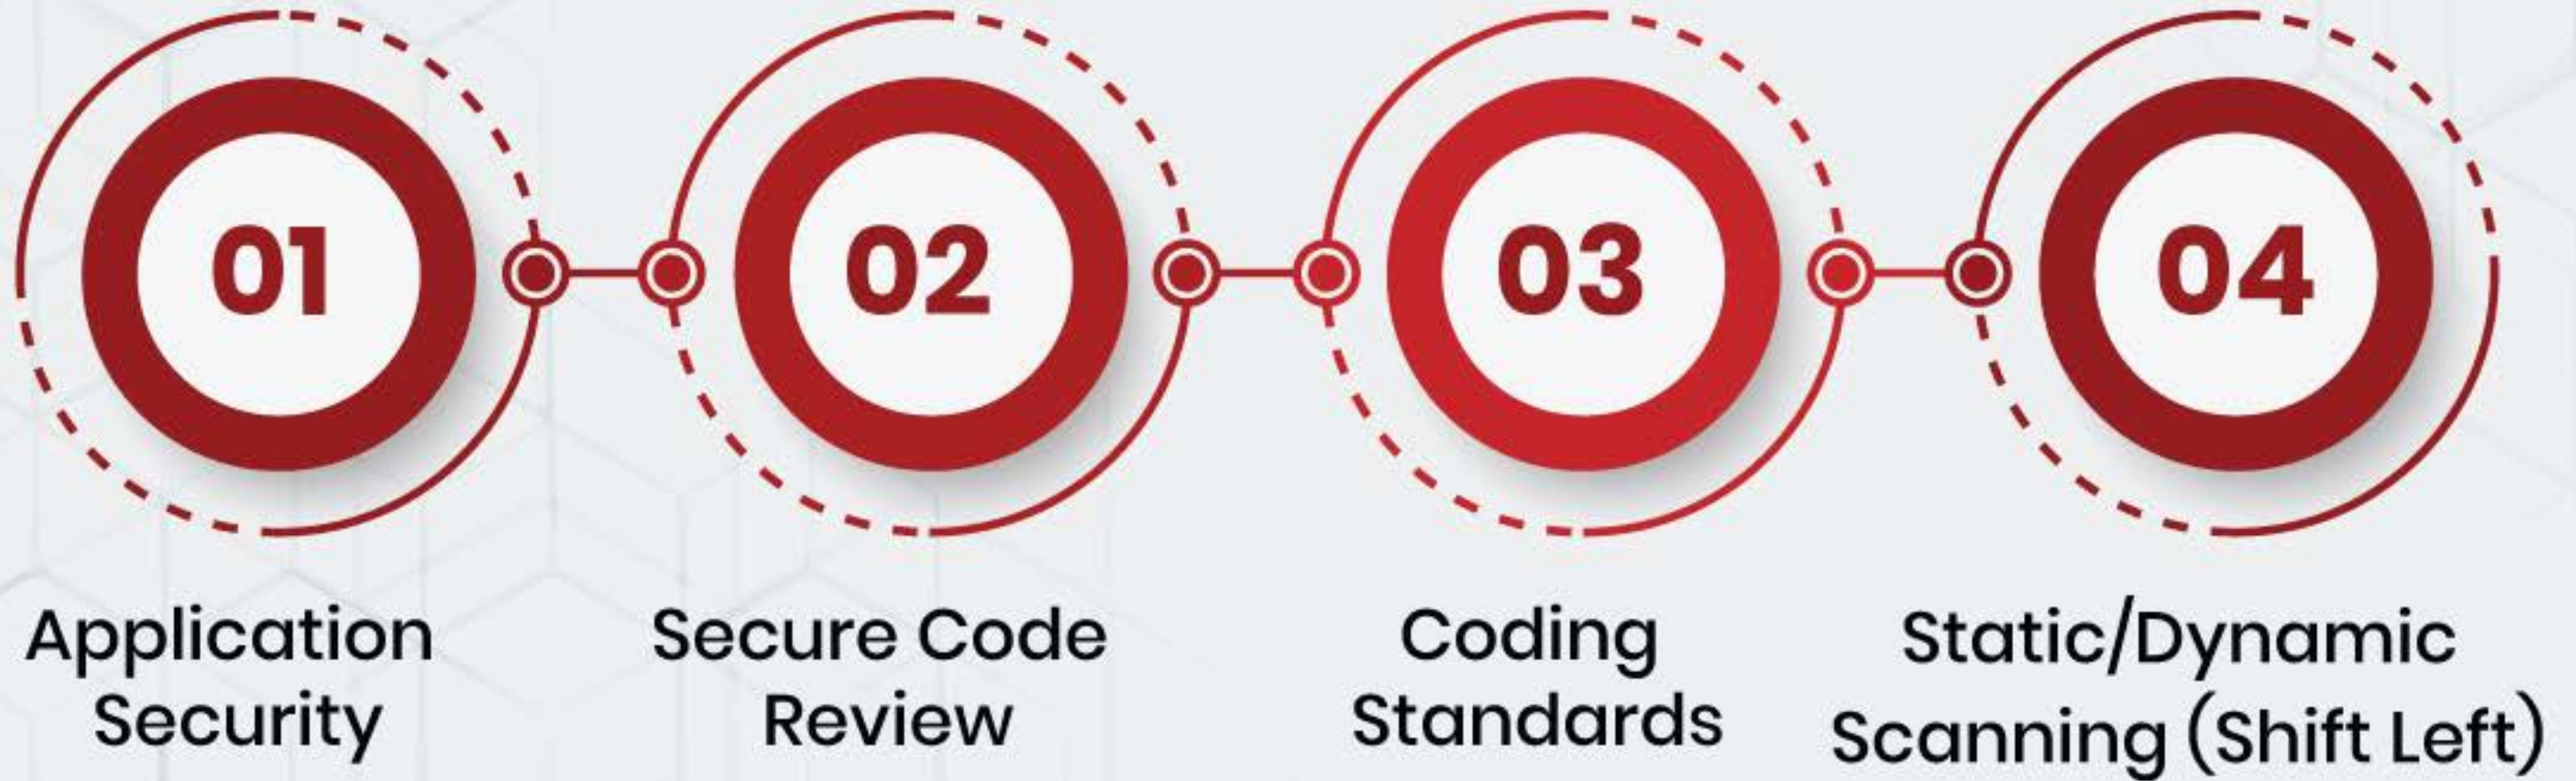 01
02
03
04
Application
Security
Secure Code
Review
Coding
Standards
Static/Dynamic
Scanning (Shift Left)